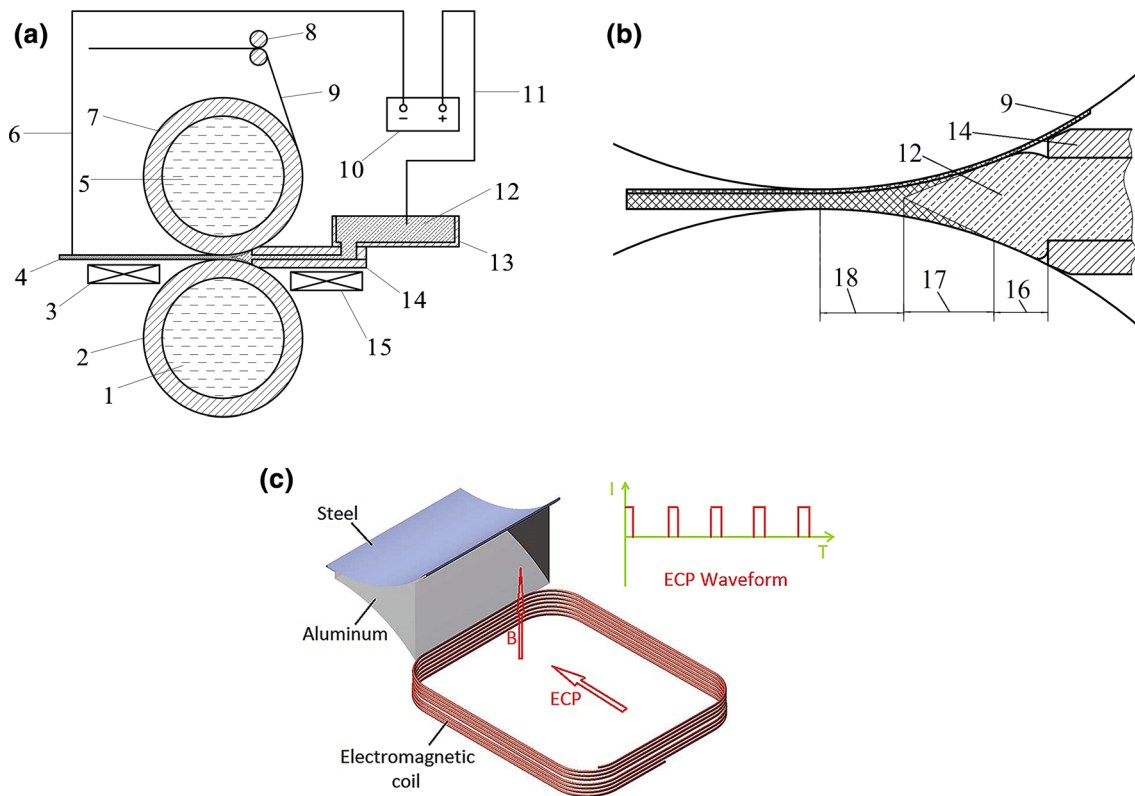 (a)
8
9
11
7
6
10
− +
5
12
4
13
3
14
2
15
1
(b)
9
14
12
18
17
16
(c)
Steel
Aluminum
B
ECP
Electromagnetic
coil
I
T
ECP Waveform